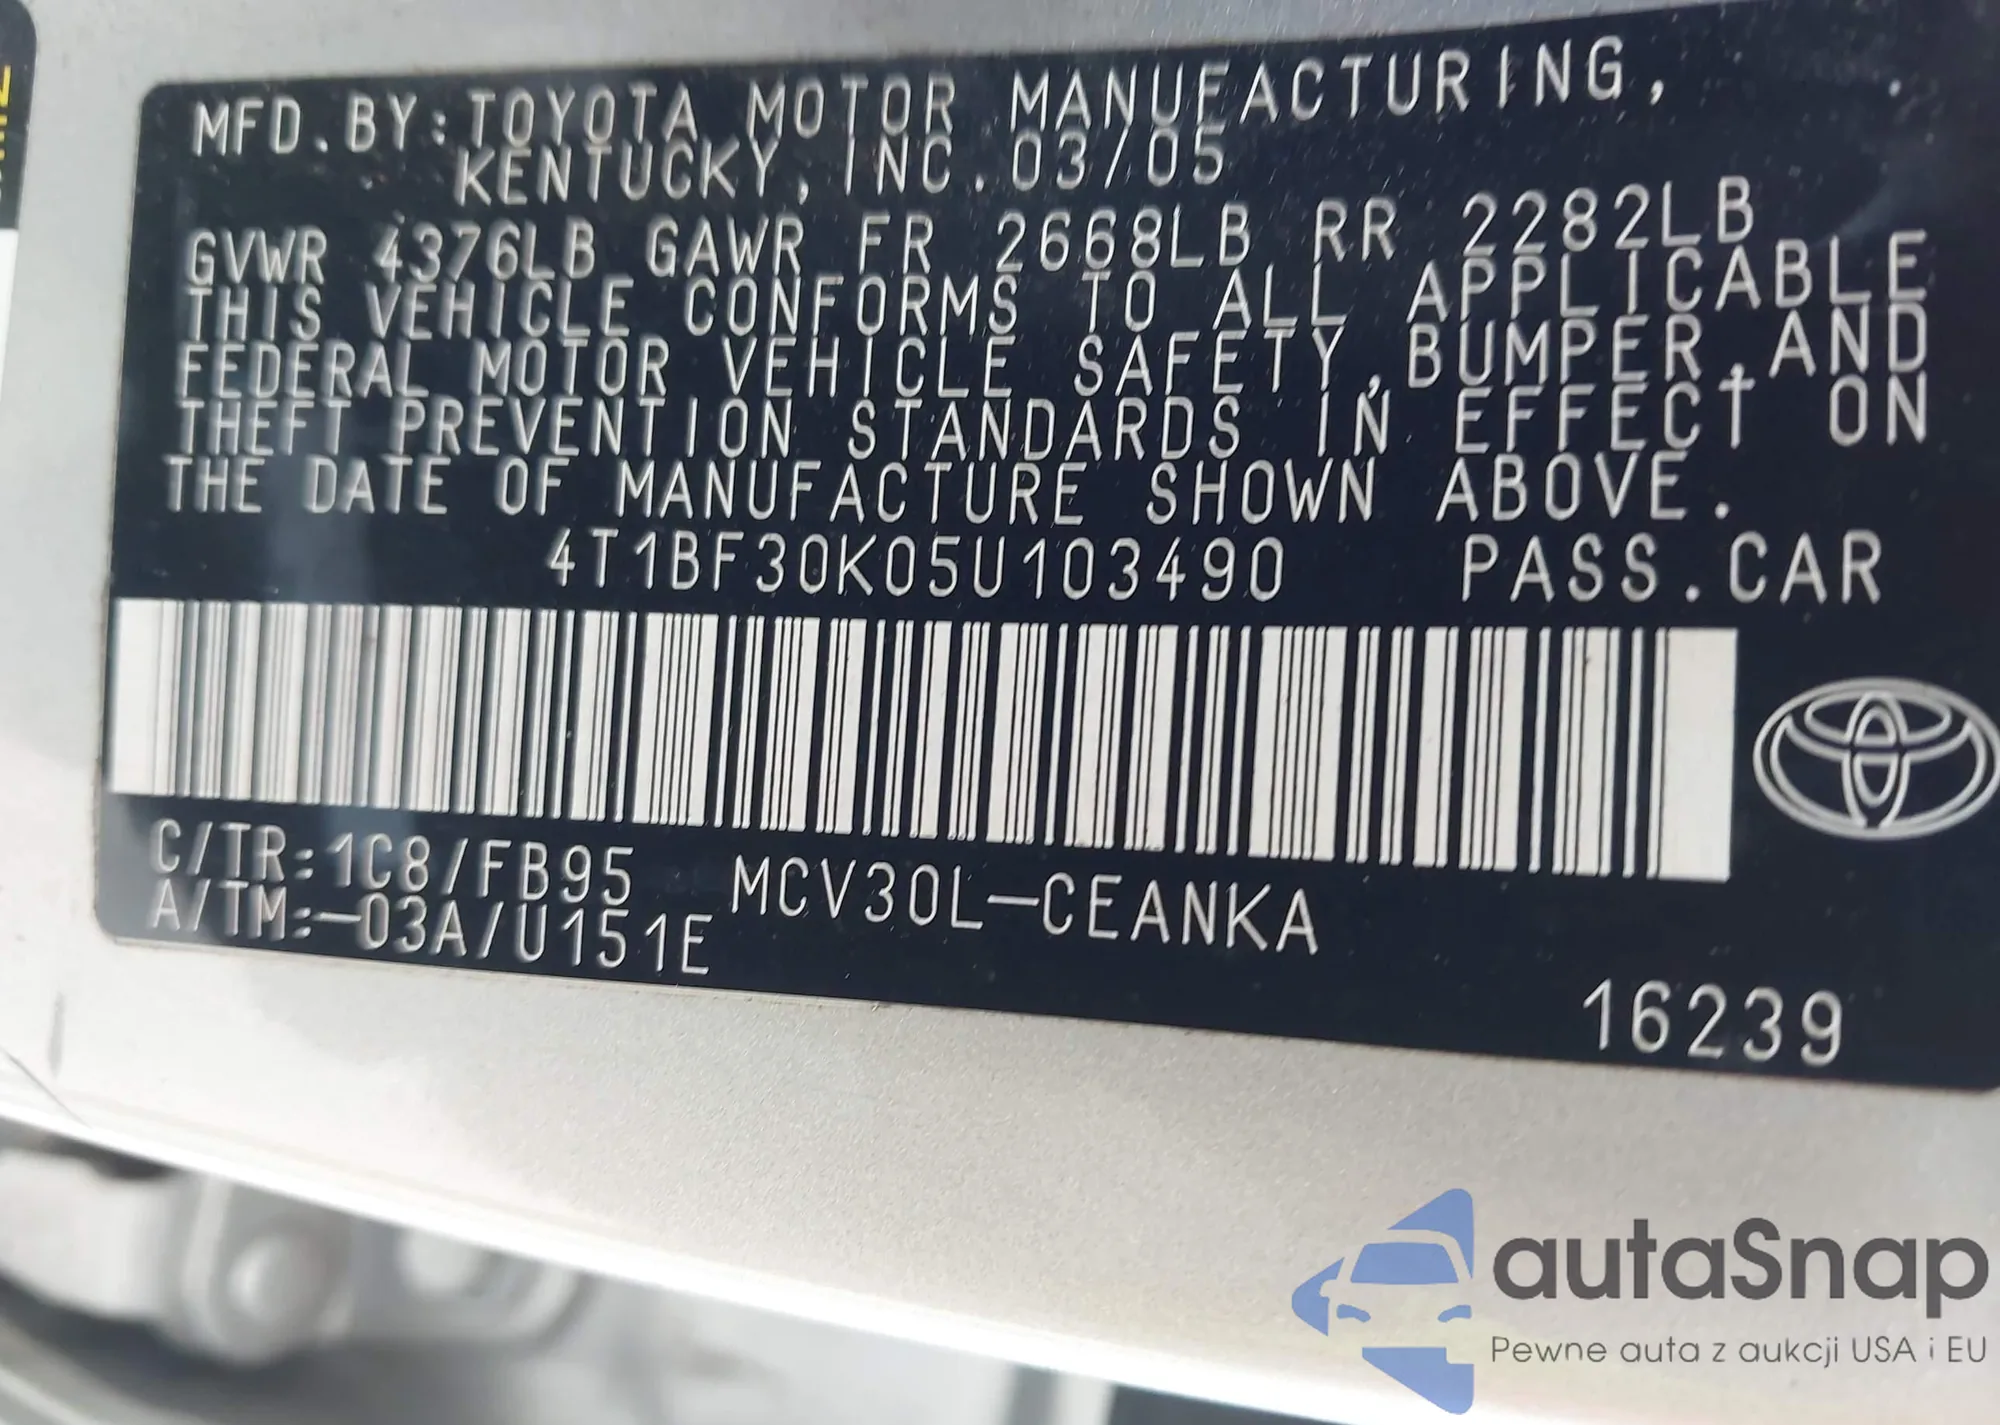 MFD.BY:TOYOTA MOTOR MANUFACTURING,
KENTUCKY, INC.03/05
GVWR 4376LB GAWR FR 2668LB RR 2282LB
THIS VEHICLE CONFORMS TO ALL APPLICABLE
FEDERAL MOTOR VEHICLE SAFETY,BUMPER,AND
THEFT PREVENTION STANDARDS IN EFFECT ON
THE DATE OF MANUFACTURE SHOWN ABOVE.
4T1BF30K05U103490 PASS.CAR
C/TR:1C8/FB95 MCV30L-CEANKA
A/TM:-03A/U151E
16239
autaSnap
Pewne auta z aukcji USA i EU